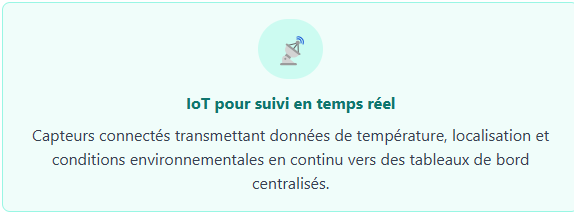 IoT pour suivi en temps réel
Capteurs connectés transmettant données de température, localisation et
conditions environnementales en continu vers des tableaux de bord
centralisés.